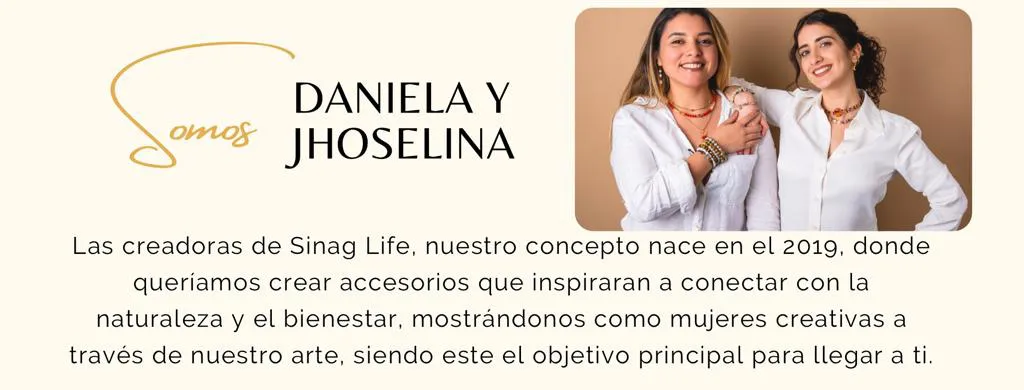 Somos
DANIELA Y
JHOSELINA
Las creadoras de Sinag Life, nuestro concepto nace en el 2019, donde
queríamos crear accesorios que inspiraran a conectar con la
naturaleza y el bienestar, mostrándonos como mujeres creativas a
través de nuestro arte, siendo este el objetivo principal para llegar a ti.